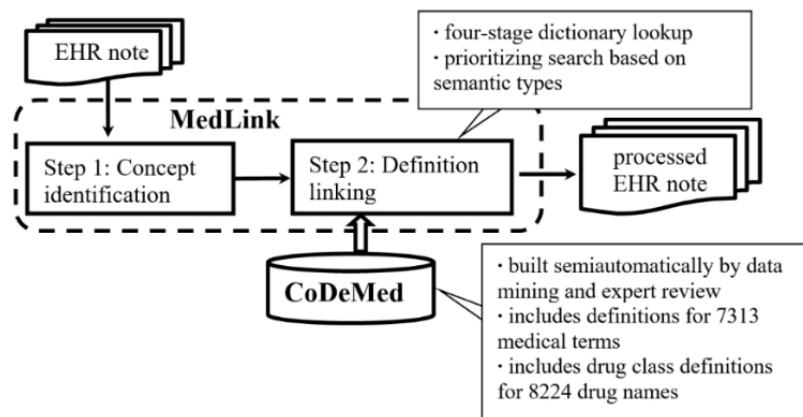 EHR note
· four-stage dictionary lookup
· prioritizing search based on
semantic types
MedLink
Step 1: Concept
identification
Step 2: Definition
linking
processed
EHR note
CoDeMed
· built semiautomatically by data
mining and expert review
· includes definitions for 7313
medical terms
· includes drug class definitions
for 8224 drug names